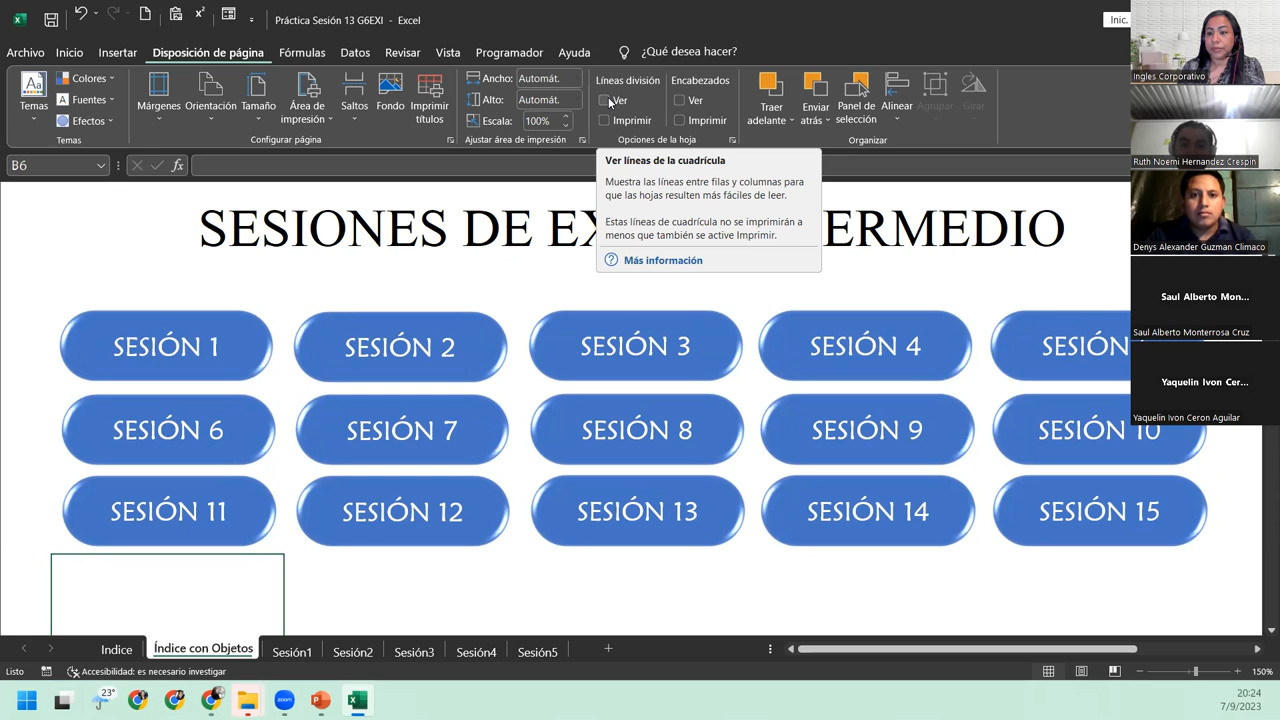 Práctica Sesión 13 G6EXI - Excel
Inic.
Archivo Inicio Insertar Disposición de página Fórmulas Datos Revisar Vista Programador Ayuda ¿Qué desea hacer?
Temas
Colores
Fuentes
Efectos
Temas
Márgenes
Orientación
Tamaño
Área de impresión
Saltos
Fondo
Imprimir títulos
Configurar página
Ancho: Automát.
Alto: Automát.
Escala: 100%
Ajustar área de impresión
Líneas división
Ver
Imprimir
Encabezados
Ver
Imprimir
Opciones de la hoja
Traer adelante
Enviar atrás
Panel de selección
Alinear
Agrupar
Girar
Organizar
B6
fx
Ver líneas de la cuadrícula
Muestra las líneas entre filas y columnas para
que las hojas resulten más fáciles de leer.
Estas líneas de cuadrícula no se imprimirán a
menos que también se active Imprimir.
Más información
SESIONES DE EX ERMEDIO
SESIÓN 1 SESIÓN 2 SESIÓN 3 SESIÓN 4 SESIÓN
SESIÓN 6 SESIÓN 7 SESIÓN 8 SESIÓN 9 SESIÓN 10
SESIÓN 11 SESIÓN 12 SESIÓN 13 SESIÓN 14 SESIÓN 15
Ingles Corporativo
Ruth Noemi Hernandez Crespin
Denys Alexander Guzman Climaco
Saul Alberto Mon...
Saul Alberto Monterrosa Cruz
Yaquelin Ivon Cer...
Yaquelin Ivon Ceron Aguilar
Indice Índice con Objetos Sesión1 Sesión2 Sesión3 Sesión4 Sesión5
Listo Accesibilidad: es necesario investigar 150%
23°
zoom
20:24
7/9/2023